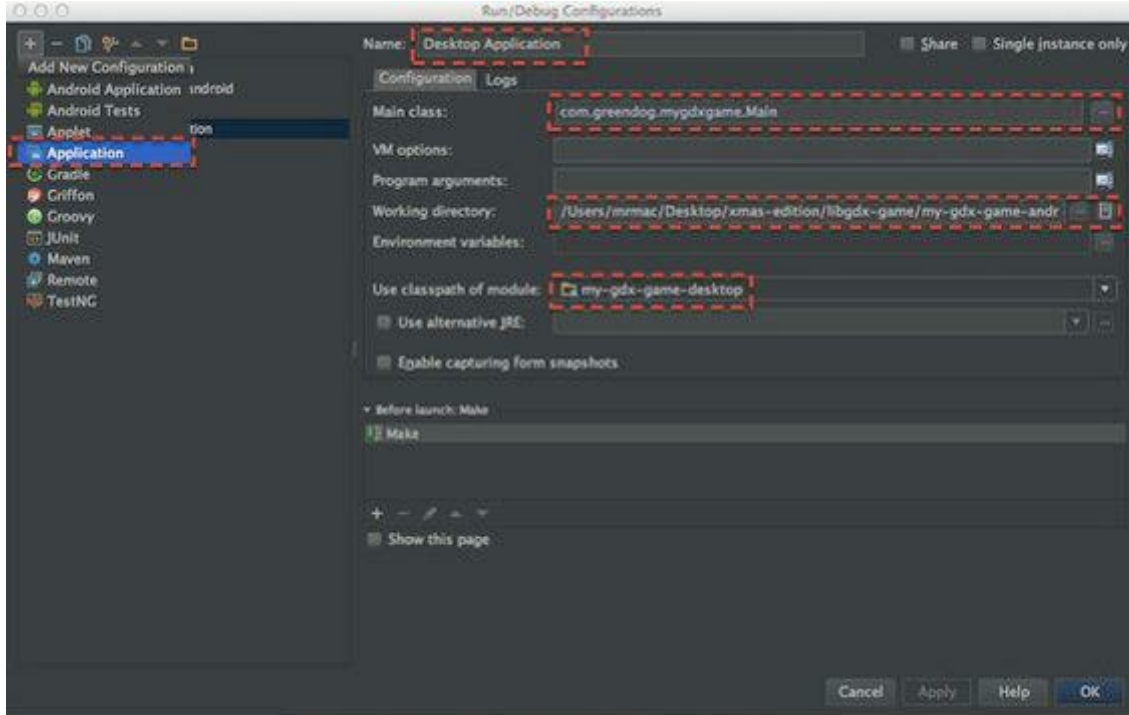 Run/Debug Configurations
Add New Configuration
Android Application android
Android Tests
Applet tion
Application
Gradle
Griffon
Groovy
JUnit
Maven
Remote
TestNG
Name: Desktop Application Share Single instance only
Configuration Logs
Main class: com.greendog.mygdxgame.Main ...
VM options:
Program arguments:
Working directory: /Users/mrmac/Desktop/xmas-edition/libgdx-game/my-gdx-game-andr ...
Environment variables: ...
Use classpath of module: my-gdx-game-desktop
Use alternative JRE: ...
Enable capturing form snapshots
Before launch: Make
Make
Show this page
Cancel Apply Help OK